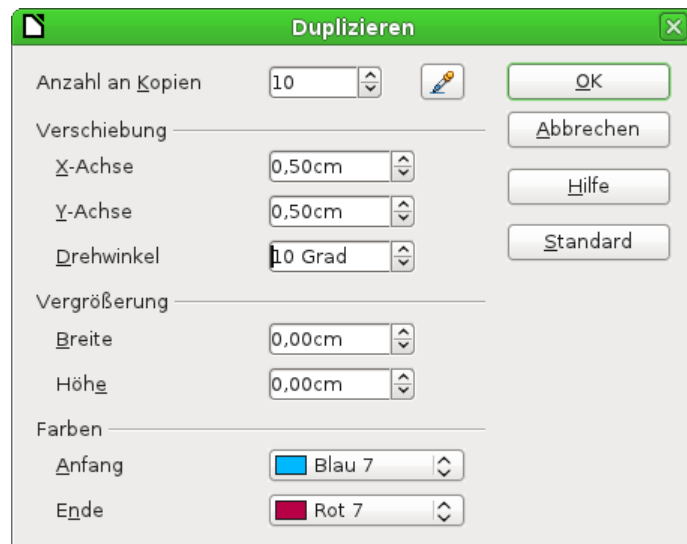 Duplizieren
Anzahl an Kopien 10 OK
Verschiebung Abbrechen
X-Achse 0,50cm Hilfe
Y-Achse 0,50cm
Drehwinkel 10 Grad Standard
Vergrößerung
Breite 0,00cm
Höhe 0,00cm
Farben
Anfang Blau 7
Ende Rot 7